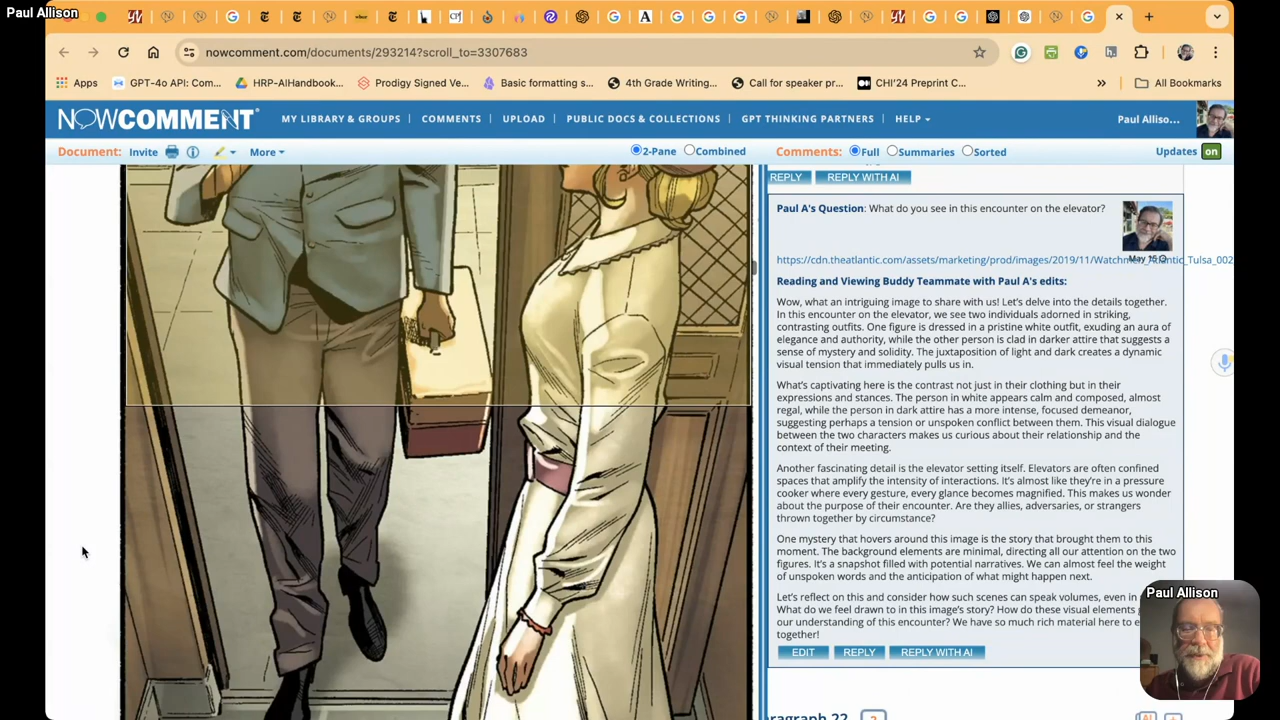 Paul Allison
nowcomment.com/documents/293214?scroll_to=3307683
Apps
GPT-4o API: Com...
HRP-AIHandbook...
Prodigy Signed Ve...
Basic formatting s...
4th Grade Writing...
Call for speaker pr...
CHI'24 Preprint C...
»
All Bookmarks
NOWCOMMENT®
MY LIBRARY & GROUPS
COMMENTS
UPLOAD
PUBLIC DOCS & COLLECTIONS
GPT THINKING PARTNERS
HELP
Paul Alliso...
Document:
Invite
More
2-Pane
Combined
Comments:
Full
Summaries
Sorted
Updates
on
REPLY
REPLY WITH AI
Paul A's Question: What do you see in this encounter on the elevator?
May 16
https://cdn.theatlantic.com/assets/marketing/prod/images/2019/11/Watchmen_Atlantic_Tulsa_002
Reading and Viewing Buddy Teammate with Paul A's edits:
Wow, what an intriguing image to share with us! Let's delve into the details together.
In this encounter on the elevator, we see two individuals adorned in striking,
contrasting outfits. One figure is dressed in a pristine white outfit, exuding an aura of
elegance and authority, while the other person is clad in darker attire that suggests a
sense of mystery and solidity. The juxtaposition of light and dark creates a dynamic
visual tension that immediately pulls us in.
What's captivating here is the contrast not just in their clothing but in their
expressions and stances. The person in white appears calm and composed, almost
regal, while the person in dark attire has a more intense, focused demeanor,
suggesting perhaps a tension or unspoken conflict between them. This visual dialogue
between the two characters makes us curious about their relationship and the
context of their meeting.
Another fascinating detail is the elevator setting itself. Elevators are often confined
spaces that amplify the intensity of interactions. It's almost like they're in a pressure
cooker where every gesture, every glance becomes magnified. This makes us wonder
about the purpose of their encounter. Are they allies, adversaries, or strangers
thrown together by circumstance?
One mystery that hovers around this image is the story that brought them to this
moment. The background elements are minimal, directing all our attention on the two
figures. It's a snapshot filled with potential narratives. We can almost feel the weight
of unspoken words and the anticipation of what might happen next.
Let's reflect on this and consider how such scenes can speak volumes, even in
What do we feel drawn to in this image's story? How do these visual elements
our understanding of this encounter? We have so much rich material here to
together!
EDIT
REPLY
REPLY WITH AI
Paul Allison
ragraph 22